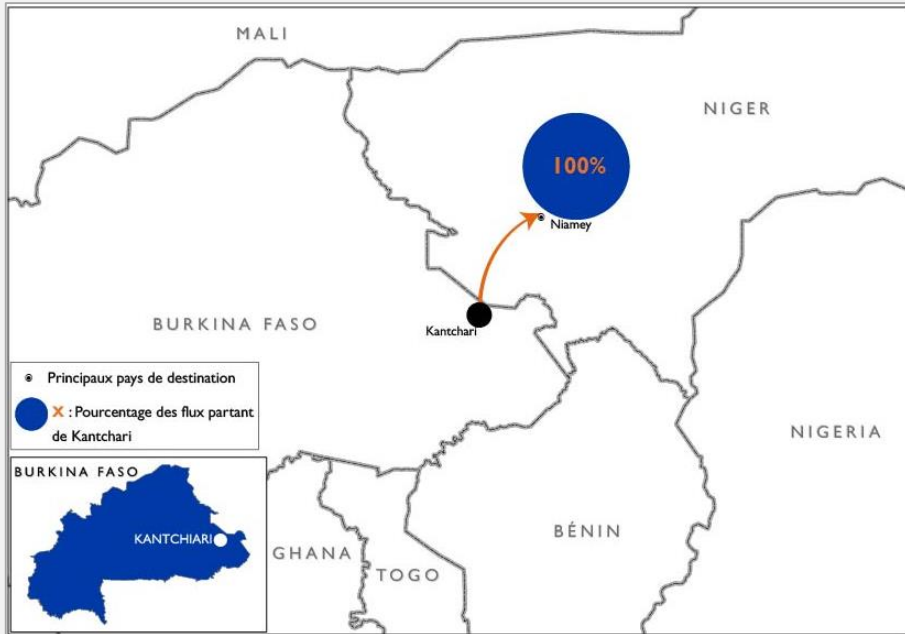 MALI
NIGER
100%
Niamey
BURKINA FASO
Kantchari
Principaux pays de destination
X : Pourcentage des flux partant
de Kantchari
NIGERIA
BURKINA FASO
KANTCHIARI
GHANA
TOGO
BÉNIN